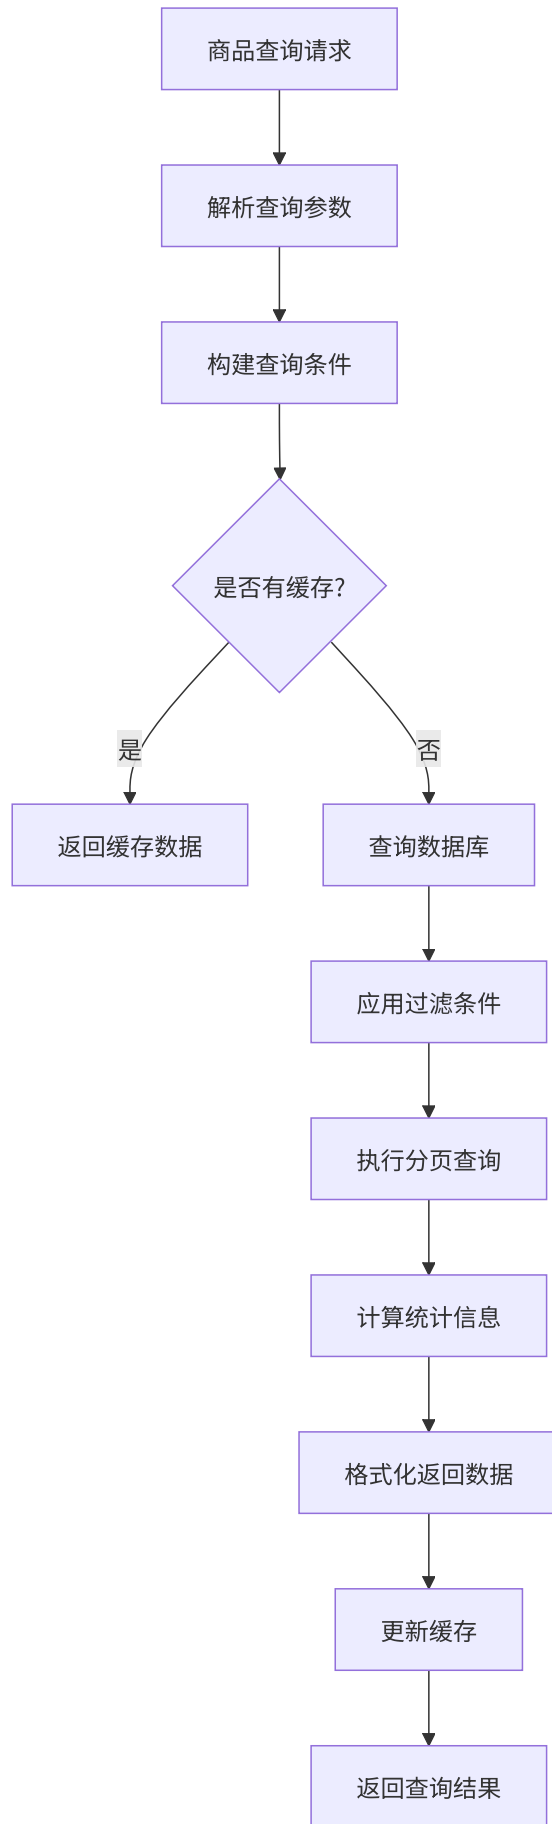 商品查询请求
解析查询参数
构建查询条件
是否有缓存?
是
否
返回缓存数据
查询数据库
应用过滤条件
执行分页查询
计算统计信息
格式化返回数据
更新缓存
返回查询结果